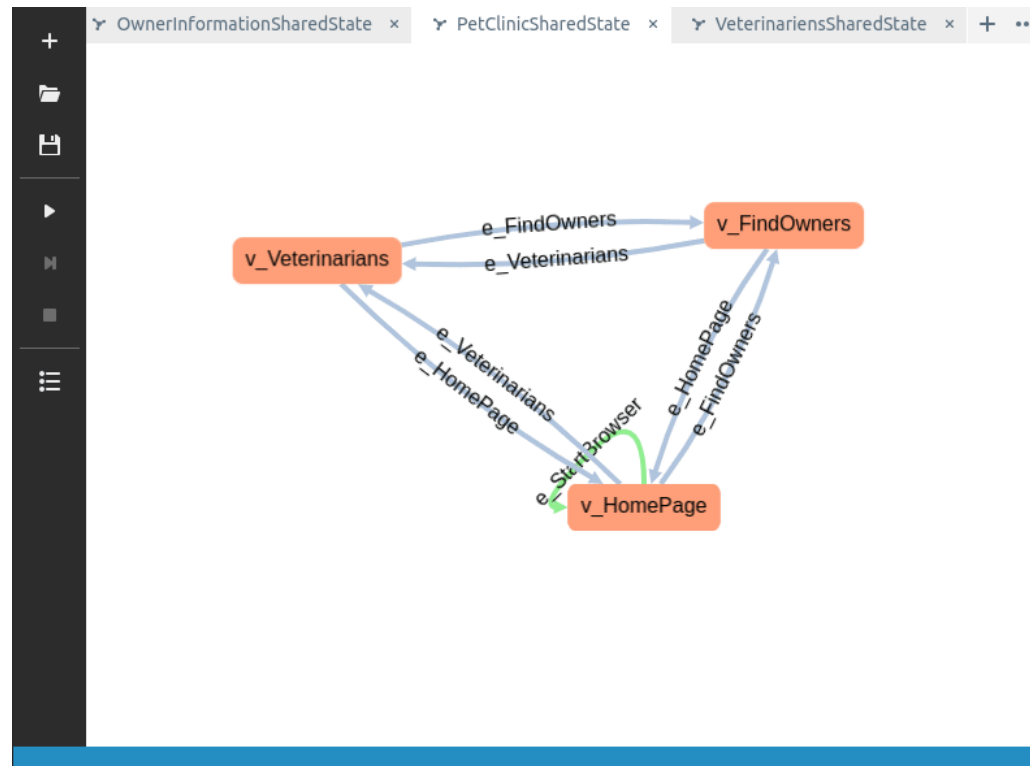 OwnerInformationSharedState ×
PetClinicSharedState ×
VeterinariensSharedState ×
e_FindOwners
v_FindOwners
v_Veterinarians
e_Veterinarians
e_HomePage
e_FindOwners
e_Veterinarians
e_HomePage
e_StartBrowser
v_HomePage